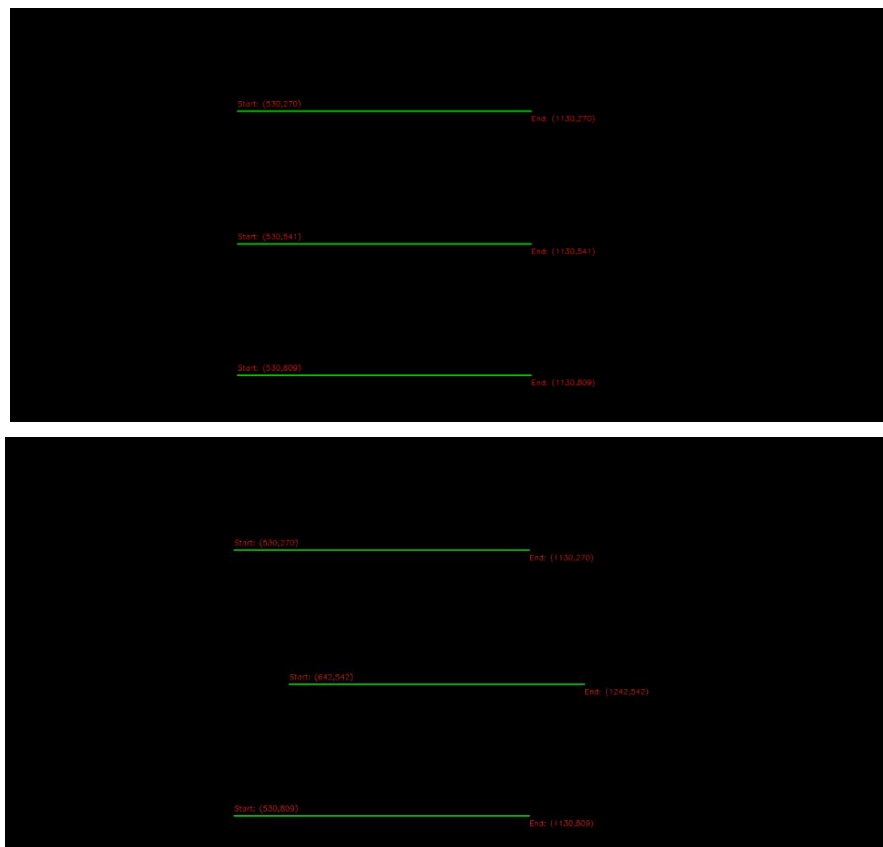 Start: (530,270)
End: (1130,270)
Start: (530,541)
End: (1130,541)
Start: (530,809)
End: (1130,809)
Start: (530,270)
End: (1130,270)
Start: (642,542)
End: (1242,542)
Start: (530,809)
End: (1130,809)